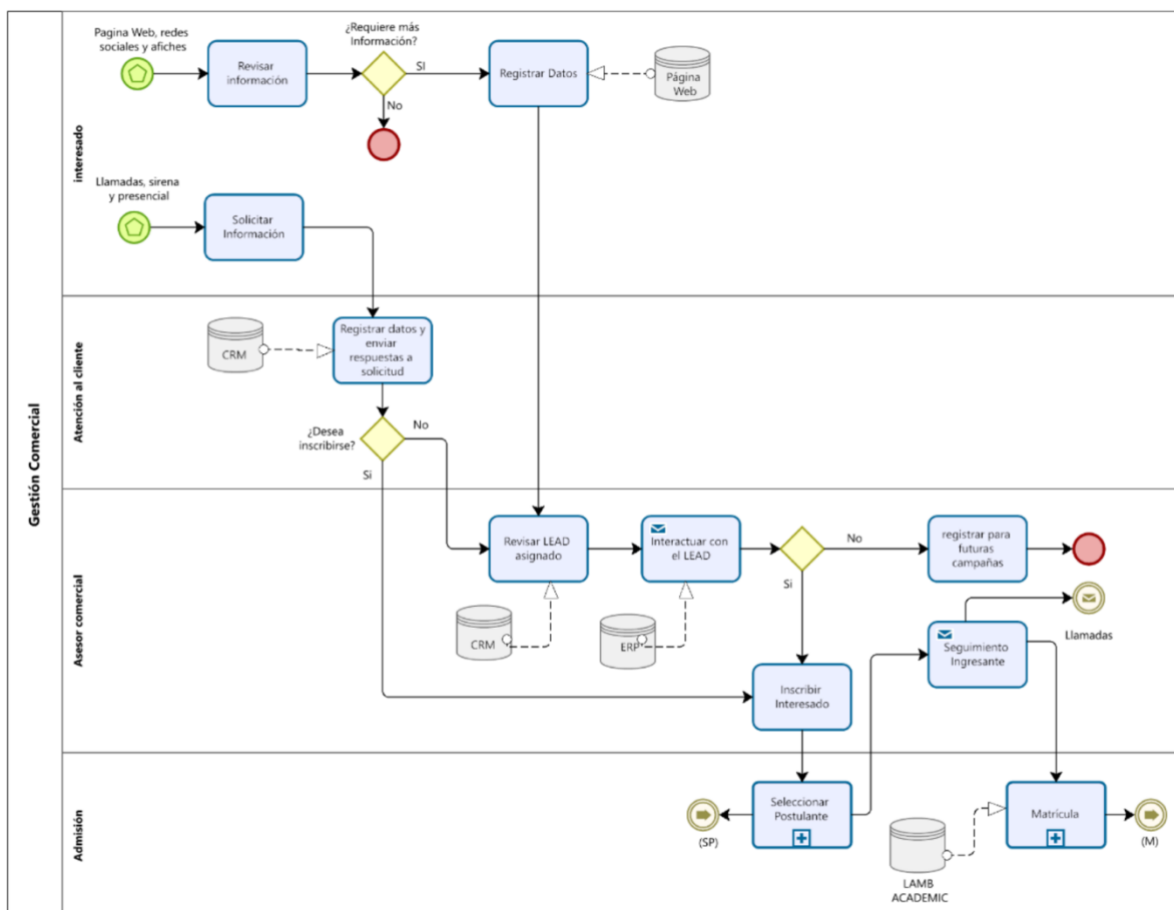 Gestión Comercial
interesado
Pagina Web, redes
sociales y afiches
Revisar
información
¿Requiere más
Información?
SI
No
Registrar Datos
Página
Web
Llamadas, sirena
y presencial
Solicitar
Información
Atención al cliente
CRM
Registrar datos y
enviar
respuestas a
solicitud
¿Desea
inscribirse?
No
Si
Asesor comercial
Revisar LEAD
asignado
Interactuar con
el LEAD
No
Si
registrar para
futuras
campañas
CRM
ERP
Llamadas
Seguimiento
Ingresante
Inscribir
Interesado
Admisión
(SP)
Seleccionar
Postulante
LAMB
ACADEMIC
Matrícula
(M)